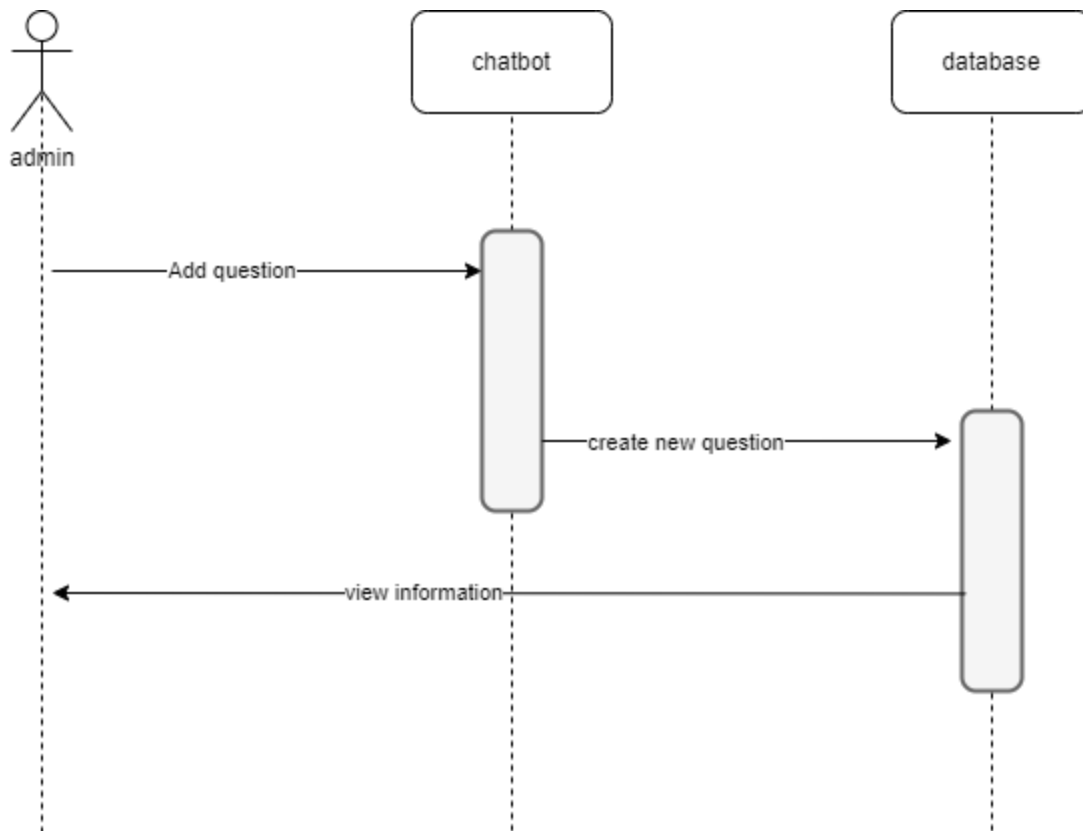 chatbot
database
admin
Add question
create new question
view information